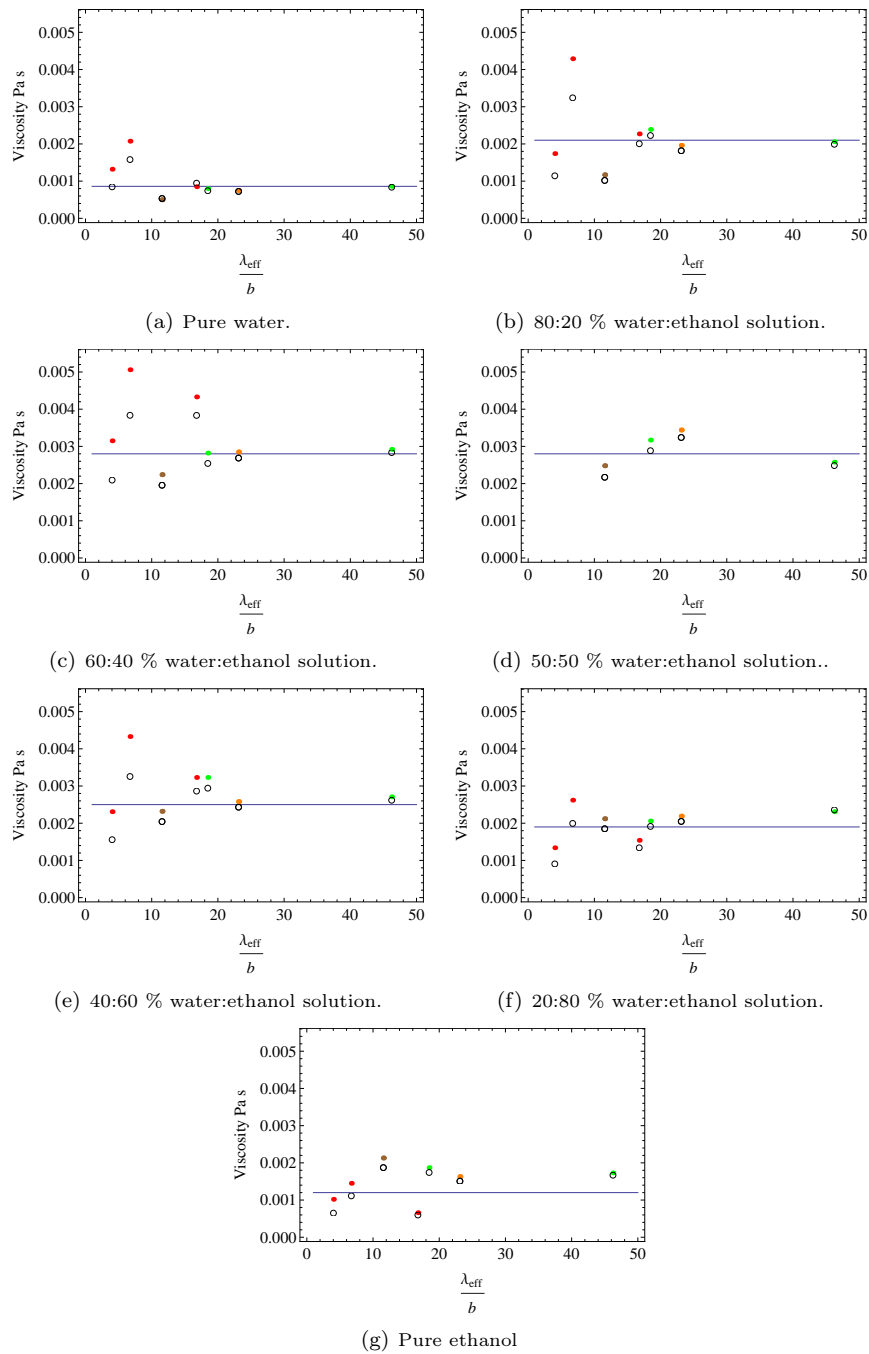 0.005
0.004
0.003
0.002
0.001
0.000
Viscosity Pa s
0 10 20 30 40 50
λeff
b
(a) Pure water.
0.005
0.004
0.003
0.002
0.001
0.000
Viscosity Pa s
0 10 20 30 40 50
λeff
b
(b) 80:20 % water:ethanol solution.
0.005
0.004
0.003
0.002
0.001
0.000
Viscosity Pa s
0 10 20 30 40 50
λeff
b
(c) 60:40 % water:ethanol solution.
0.005
0.004
0.003
0.002
0.001
0.000
Viscosity Pa s
0 10 20 30 40 50
λeff
b
(d) 50:50 % water:ethanol solution..
0.005
0.004
0.003
0.002
0.001
0.000
Viscosity Pa s
0 10 20 30 40 50
λeff
b
(e) 40:60 % water:ethanol solution.
0.005
0.004
0.003
0.002
0.001
0.000
Viscosity Pa s
0 10 20 30 40 50
λeff
b
(f) 20:80 % water:ethanol solution.
0.005
0.004
0.003
0.002
0.001
0.000
Viscosity Pa s
0 10 20 30 40 50
λeff
b
(g) Pure ethanol